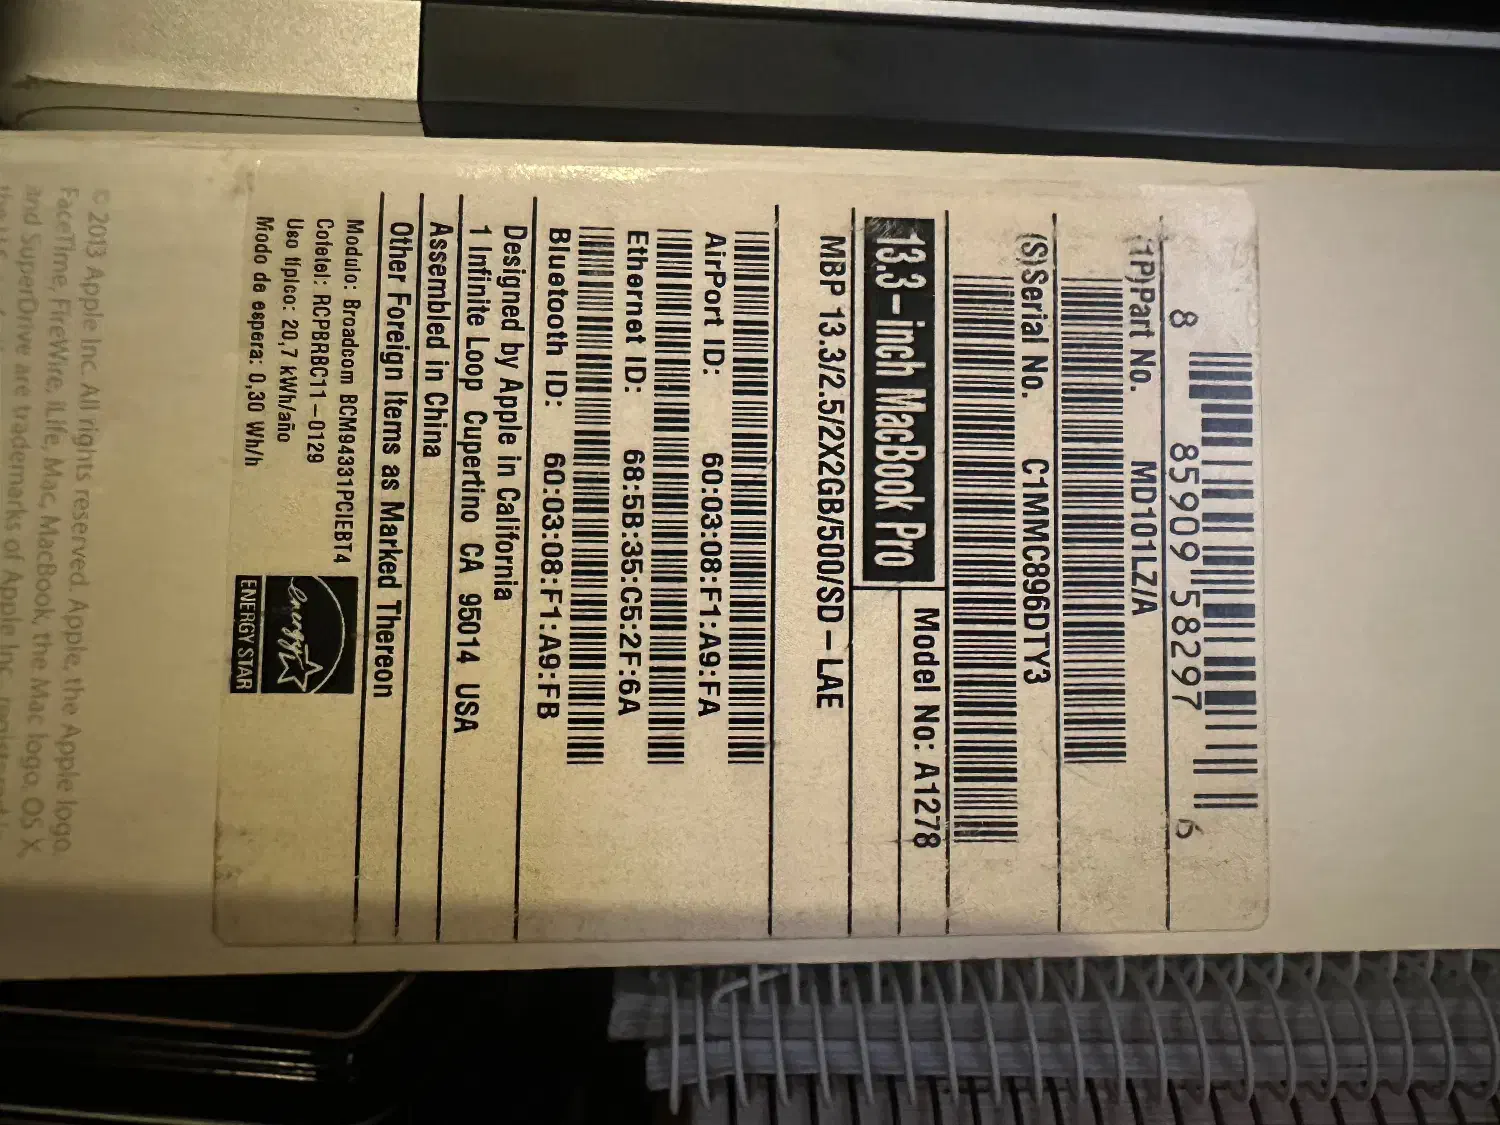 8 85909 58297 6
(1P)Part No. MD101LZ/A
(S)Serial No. C1MMC896DTY3
Model No: A1278
13.3-inch MacBook Pro
MBP 13.3/2.5/2X2GB/500/SD-LAE
AirPort ID: 60:03:08:F1:A9:FA
Ethernet ID: 68:5B:35:C5:2F:6A
Bluetooth ID: 60:03:08:F1:A9:FB
Designed by Apple in California
1 Infinite Loop Cupertino CA 95014 USA
Assembled in China
Other Foreign Items as Marked Thereon
Modulo: Broadcom BCM94331PCIEBT4
Cofetel: RCPBRBC11-0129
Uso típico: 20,7 kWh/año
Modo de espera: 0,30 Wh/h
energy
ENERGY STAR
© 2013 Apple Inc. All rights reserved. Apple, the Apple logo,
FaceTime, FireWire, iLife, Mac, MacBook, the Mac logo, OS X,
and SuperDrive are trademarks of Apple Inc., registered in